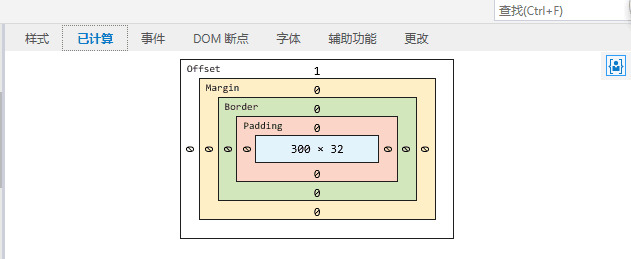 查找(Ctrl+F)
样式 已计算 事件 DOM 断点 字体 辅助功能 更改
Offset 1
Margin 0
Border 0
Padding 0
0 0 0 0 300 × 32 0 0 0
0
0
0